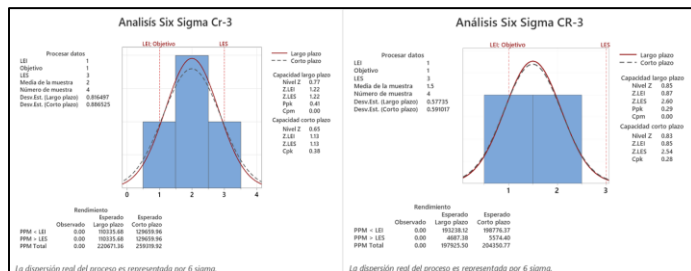 Analisis Six Sigma Cr-3
LEI; Objetivo
LES
Procesar datos
LEI 1
Objetivo 1
LES 3
Media de la muestra 2
Número de muestra 4
Desv.Est. (Largo plazo) 0.816497
Desv.Est. (Corto plazo) 0.886525
Largo plazo
Corto plazo
Capacidad largo plazo
Nivel Z 0.77
Z.LEI 1.22
Z.LES 1.22
Ppk 0.41
Cpm 0.00
Capacidad corto plazo
Nivel Z 0.65
Z.LEI 1.13
Z.LES 1.13
Cpk 0.38
0 1 2 3 4
Rendimiento
Observado Esperado Largo plazo Esperado Corto plazo
PPM < LEI 0.00 110335.68 129659.96
PPM > LES 0.00 110335.68 129659.96
PPM Total 0.00 220671.36 259319.92
La dispersión real del proceso es representada por 6 sigma.
Análisis Six Sigma CR-3
LEI; Objetivo
LES
Procesar datos
LEI 1
Objetivo 1
LES 3
Media de la muestra 1.5
Número de muestra 4
Desv.Est. (Largo plazo) 0.57735
Desv.Est. (Corto plazo) 0.591017
Largo plazo
Corto plazo
Capacidad largo plazo
Nivel Z 0.85
Z.LEI 0.87
Z.LES 2.60
Ppk 0.29
Cpm 0.00
Capacidad corto plazo
Nivel Z 0.83
Z.LEI 0.85
Z.LES 2.54
Cpk 0.28
1 2 3
Rendimiento
Observado Esperado Largo plazo Esperado Corto plazo
PPM < LEI 0.00 193238.12 198776.37
PPM > LES 0.00 4687.38 5574.40
PPM Total 0.00 197925.50 204350.77
La dispersión real del proceso es representada por 6 sigma.